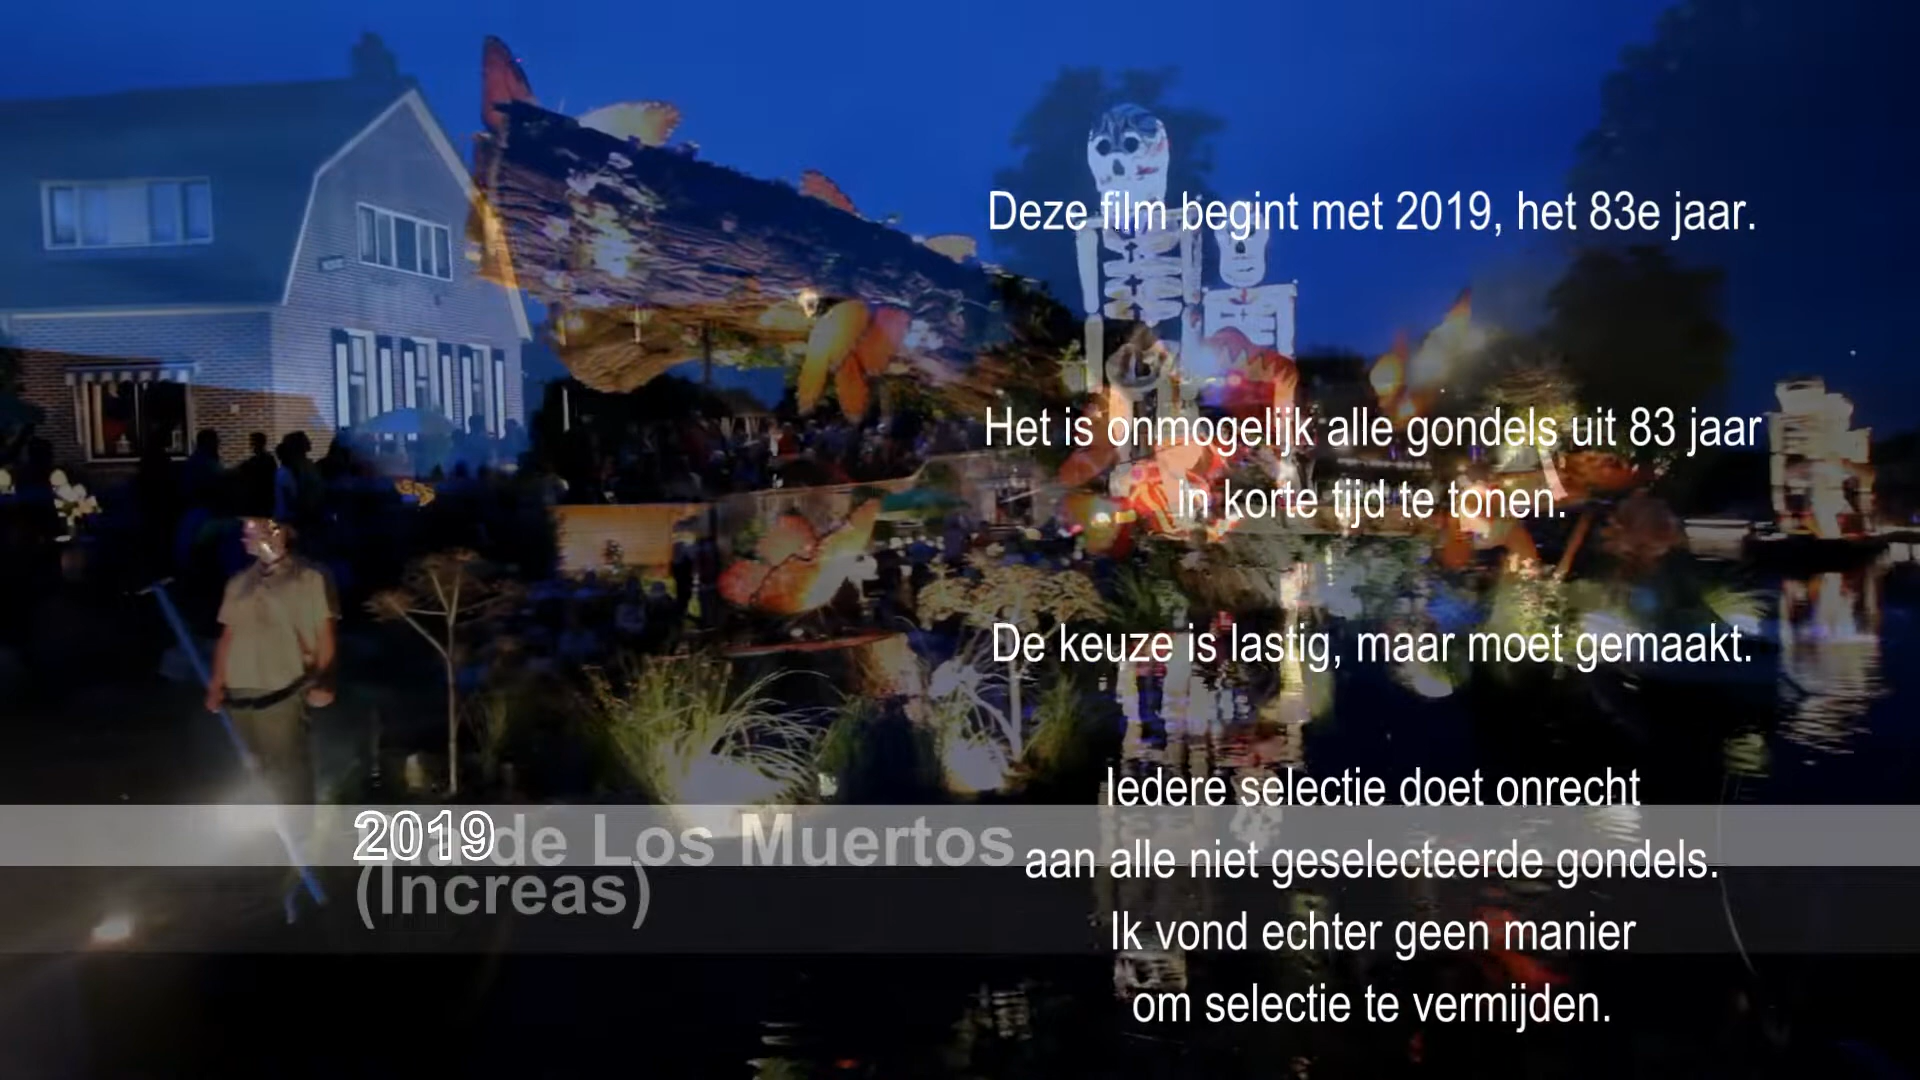 Deze film begint met 2019, het 83e jaar.
Het is onmogelijk alle gondels uit 83 jaar
in korte tijd te tonen.
De keuze is lastig, maar moet gemaakt.
Iedere selectie doet onrecht
aan alle niet geselecteerde gondels.
Ik vond echter geen manier
om selectie te vermijden.
2019
de Los Muertos
(Increas)